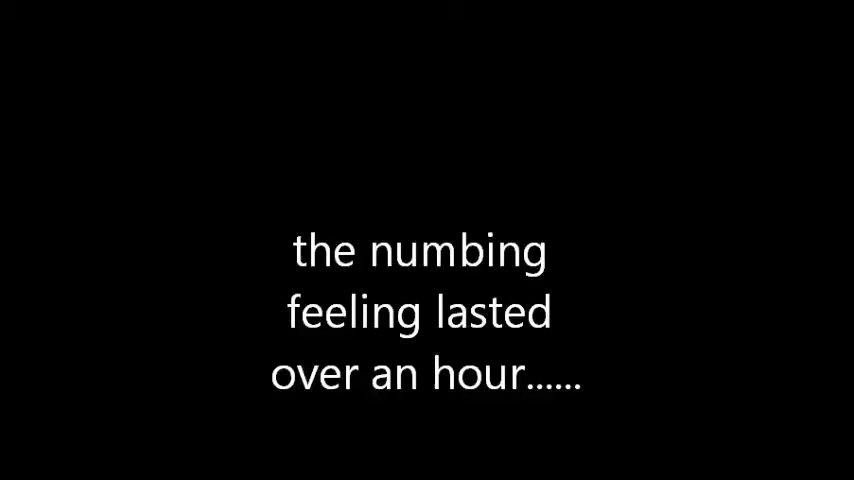 the numbing
feeling lasted
over an hour......